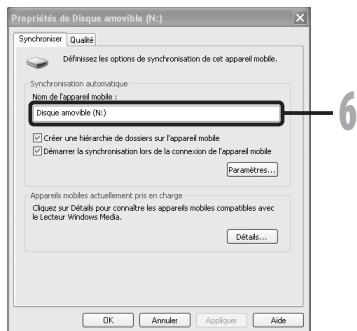 Propriétés de Disque amovible (N:)
Synchroniser
Qualité
Définissez les options de synchronisation de cet appareil mobile.
Synchronisation automatique
Nom de l'appareil mobile :
Disque amovible (N:)
6
Créer une hiérarchie de dossiers sur l'appareil mobile
Démarrer la synchronisation lors de la connexion de l'appareil mobile
Paramètres...
Appareils mobiles actuellement pris en charge
Cliquez sur Détails pour connaître les appareils mobiles compatibles avec
le Lecteur Windows Media.
Détails...
OK
Annuler
Appliquer
Aide